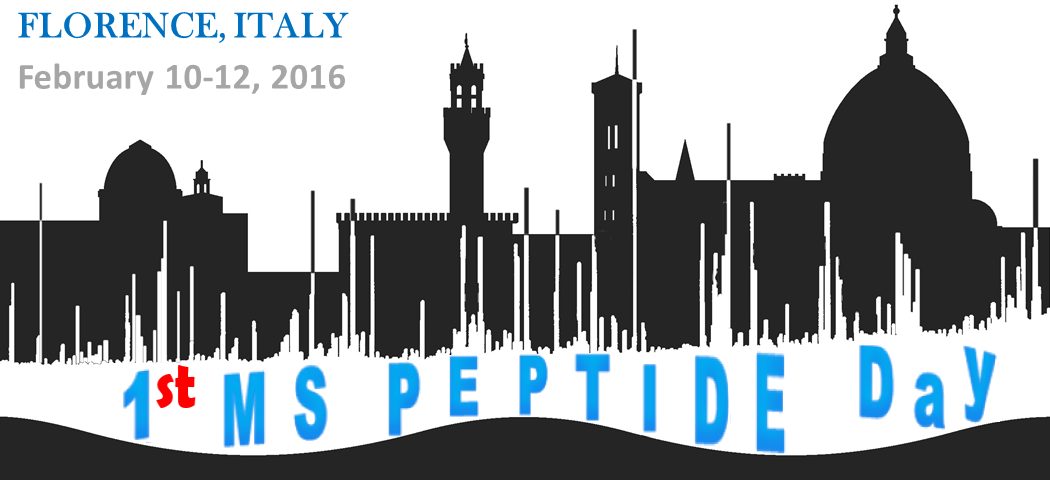 FLORENCE, ITALY
February 10-12, 2016
1st MS PEPTIDE Day